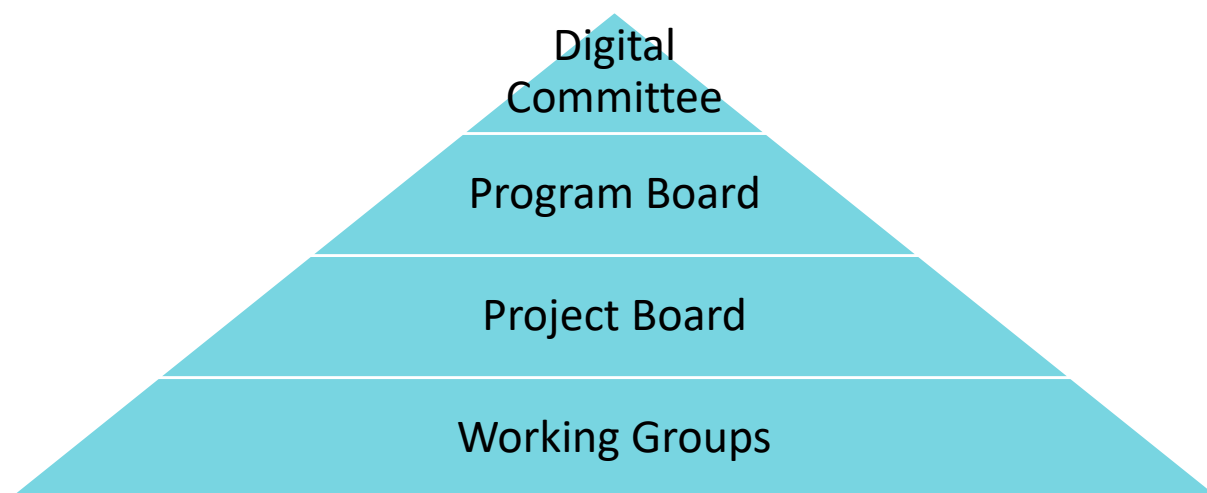 Digital
Committee
Program Board
Project Board
Working Groups